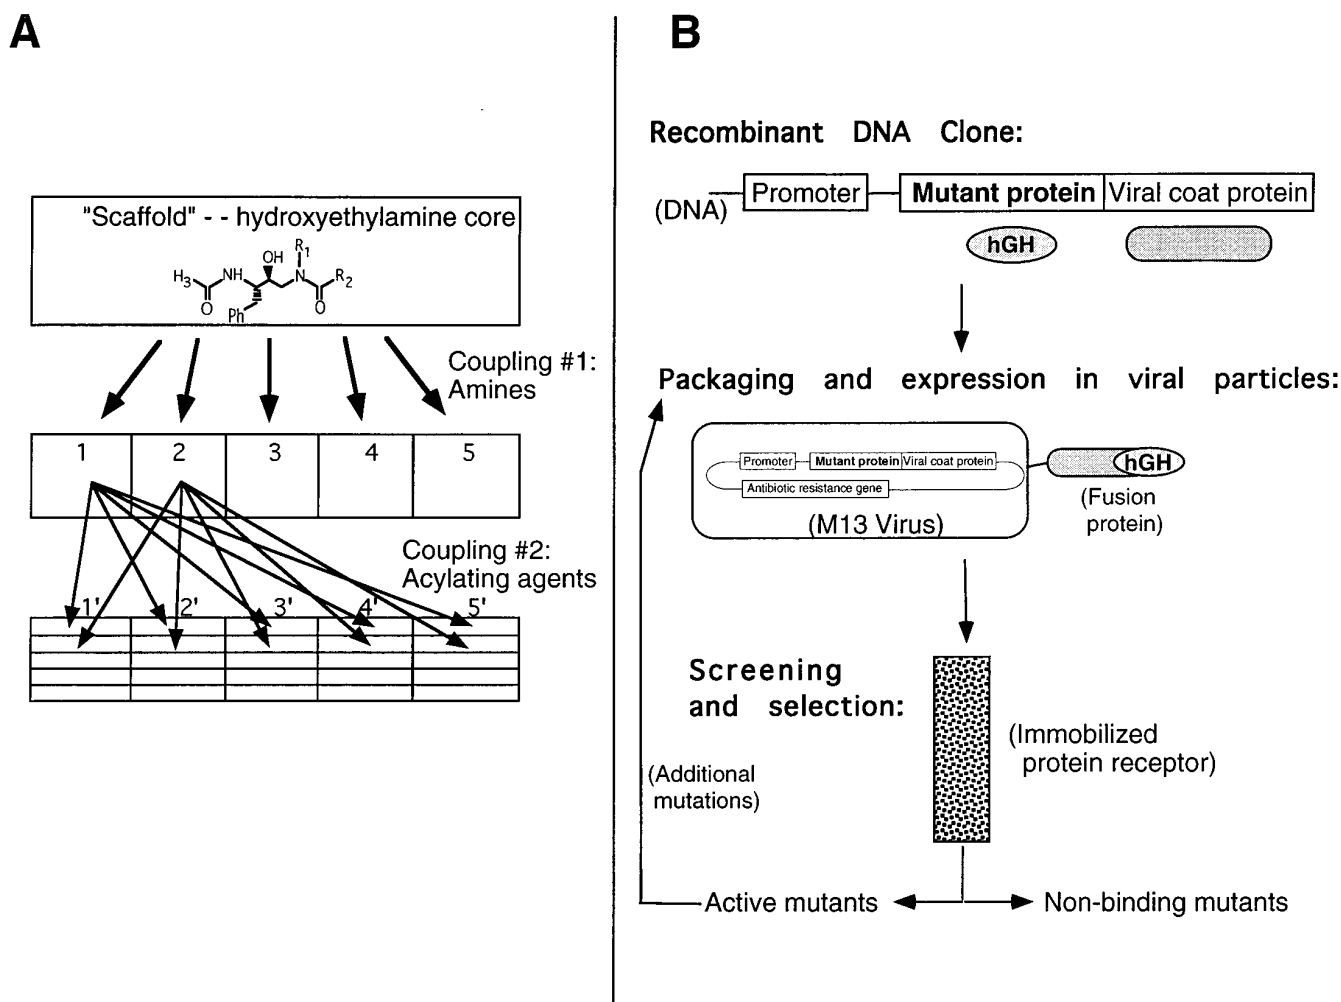 A
"Scaffold" - - hydroxyethylamine core
R1
OH
H3
NH
N
R2
O
O
Ph
Coupling #1:
Amines
1 2 3 4 5
Coupling #2:
Acylating agents
1' 2' 3' 4' 5'
B
Recombinant DNA Clone:
(DNA)
Promoter
Mutant protein
Viral coat protein
hGH
Packaging and expression in viral particles:
Promoter
Mutant protein
Viral coat protein
Antibiotic resistance gene
(M13 Virus)
hGH
(Fusion
protein)
Screening
and selection:
(Immobilized
protein receptor)
(Additional
mutations)
Active mutants
Non-binding mutants